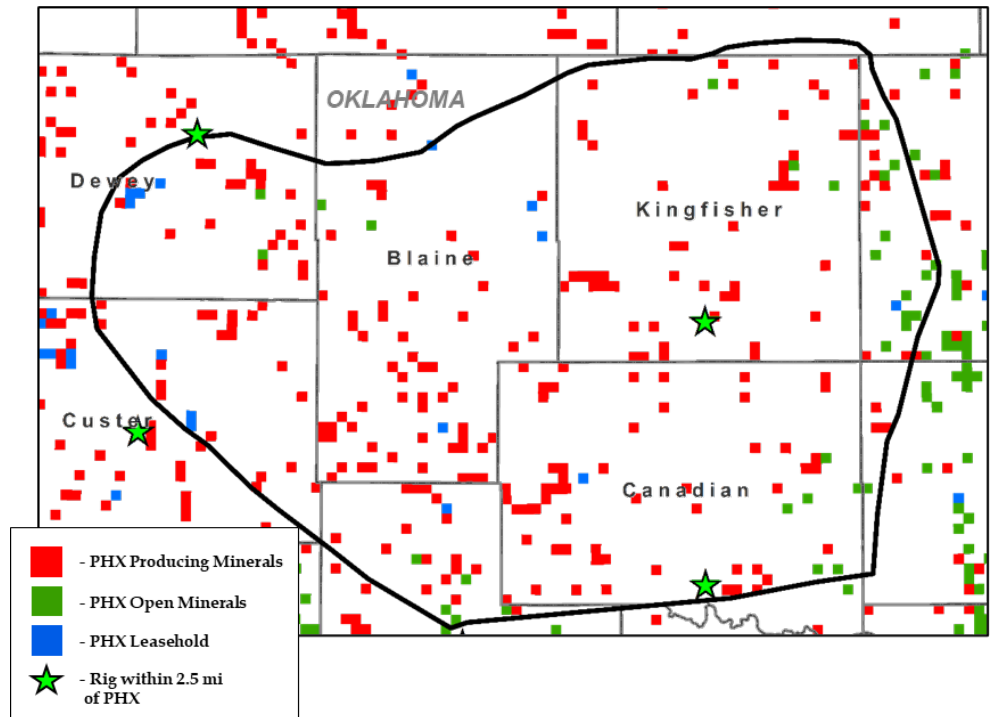 OKLAHOMA
Dewey
Kingfisher
Blaine
Custer
Canadian
- PHX Producing Minerals
- PHX Open Minerals
- PHX Leasehold
- Rig within 2.5 mi
of PHX